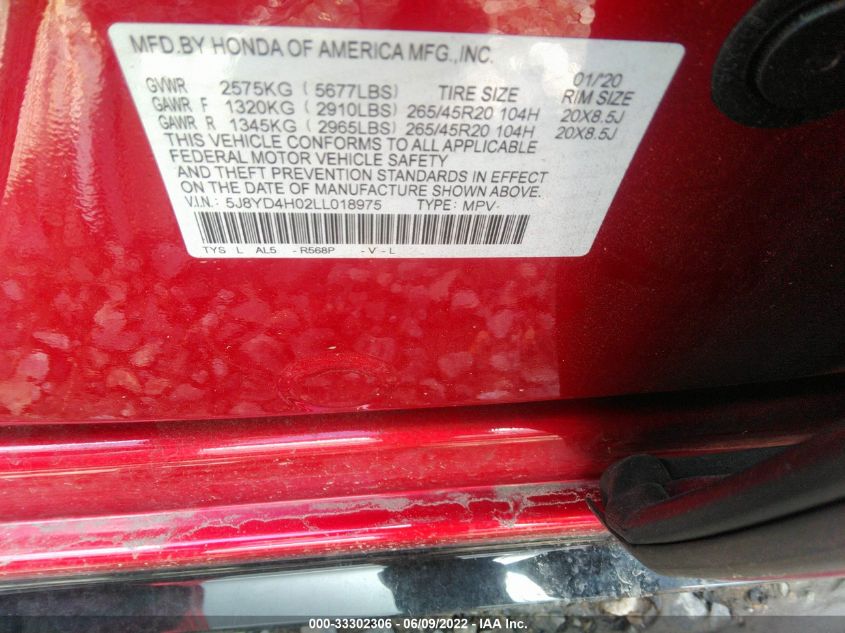 MFD.BY HONDA OF AMERICA MFG.,INC.
01/'20
GVWR 2575KG ( 5677LBS) TIRE SIZE RIM SIZE
GAWR F 1320KG ( 2910LBS) 265/45R20 104H 20X8.5J
GAWR R 1345KG ( 2965LBS) 265/45R20 104H 20X8.5J
THIS VEHICLE CONFORMS TO ALL APPLICABLE
FEDERAL MOTOR VEHICLE SAFETY
AND THEFT PREVENTION STANDARDS IN EFFECT
ON THE DATE OF MANUFACTURE SHOWN ABOVE.
V.I.N.: 5J8YD4H02LL018975 TYPE: MPV
TYS L AL5 - R568P - V - L
000-33302306 - 06/09/2022 - IAA